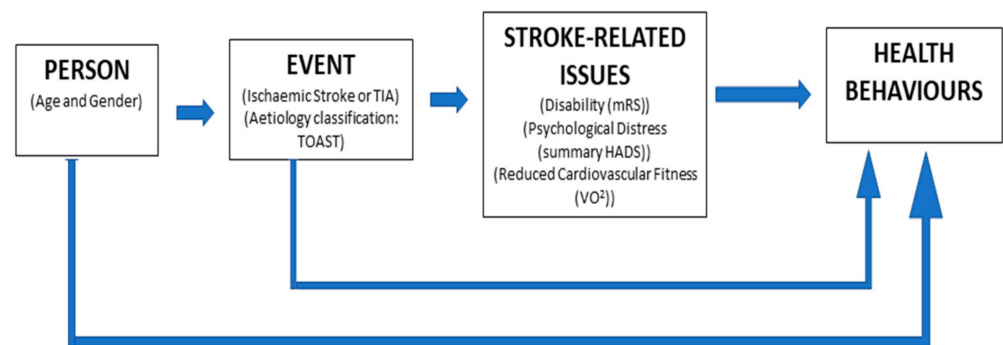 PERSON
(Age and Gender)
EVENT
(Ischaemic Stroke or TIA)
(Aetiology classification:
TOAST)
STROKE-RELATED
ISSUES
(Disability (mRS))
(Psychological Distress
(summary HADS))
(Reduced Cardiovascular Fitness
(VO²))
HEALTH
BEHAVIOURS